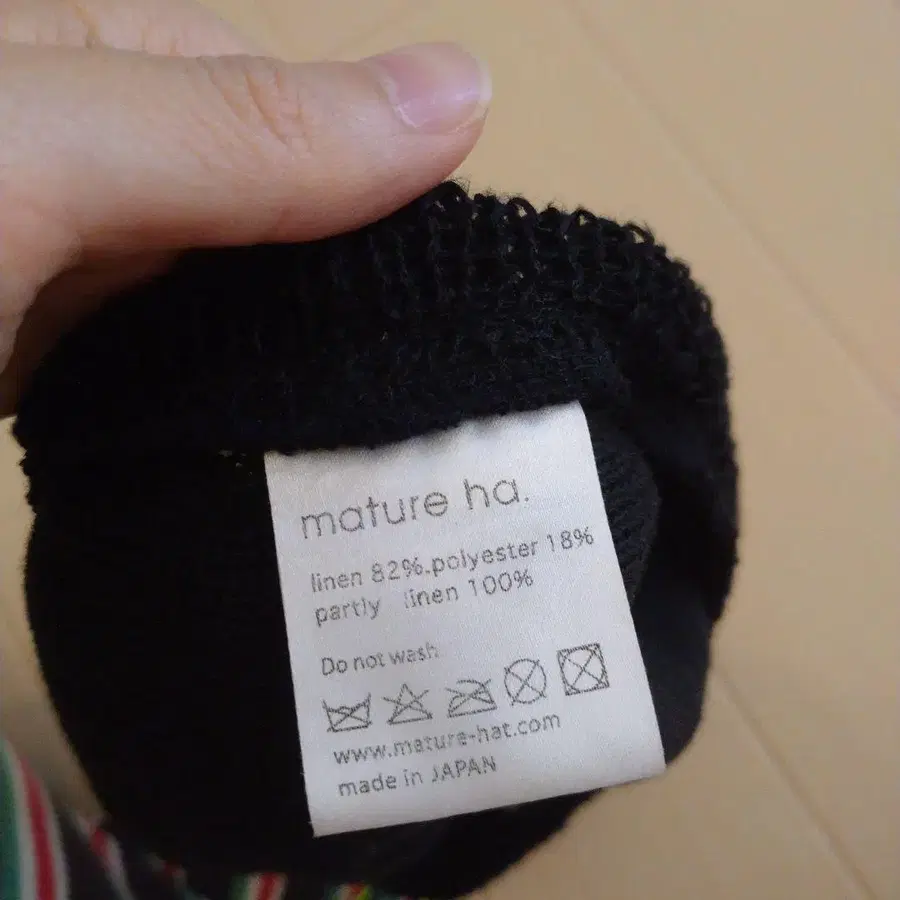 mature ha.
linen 82%.polyester 18%
partly linen 100%
Do not wash
www.mature-hat.com
made in JAPAN